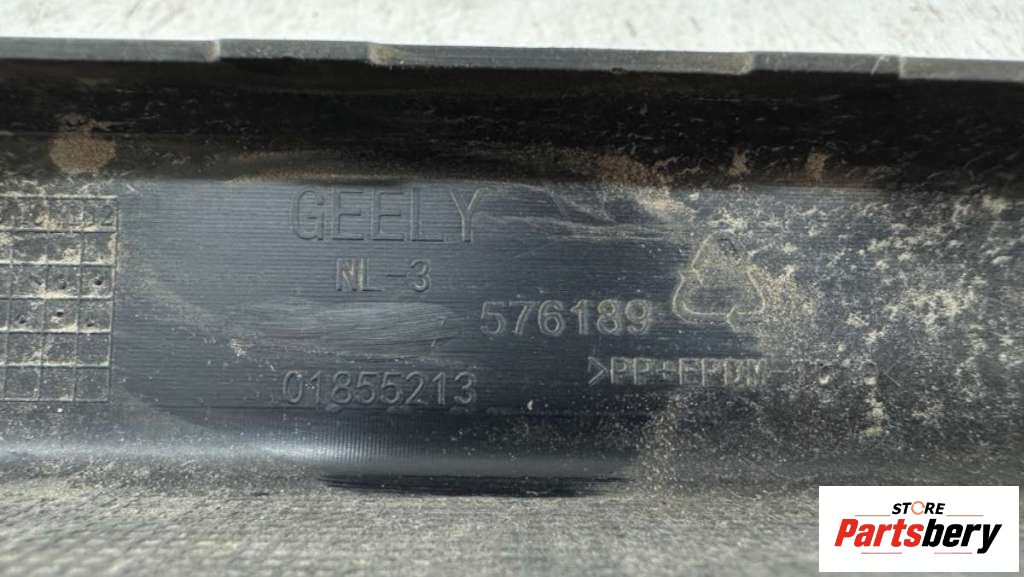 GEELY
NL-3
576189
01855213
STORE
Partsbery